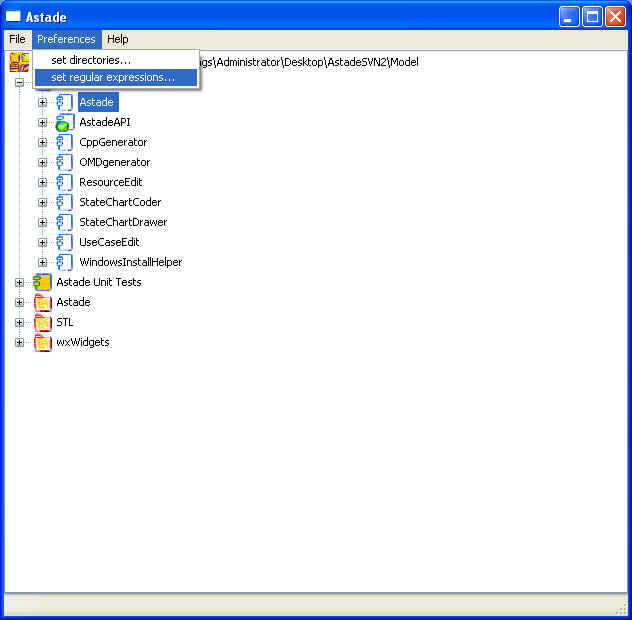 Astade
File Preferences Help
set directories...
gs\Administrator\Desktop\AstadeSVN2\Model
set regular expressions...
Astade
AstadeAPI
CppGenerator
OMDgenerator
ResourceEdit
StateChartCoder
StateChartDrawer
UseCaseEdit
WindowsInstallHelper
Astade Unit Tests
Astade
STL
wxWidgets